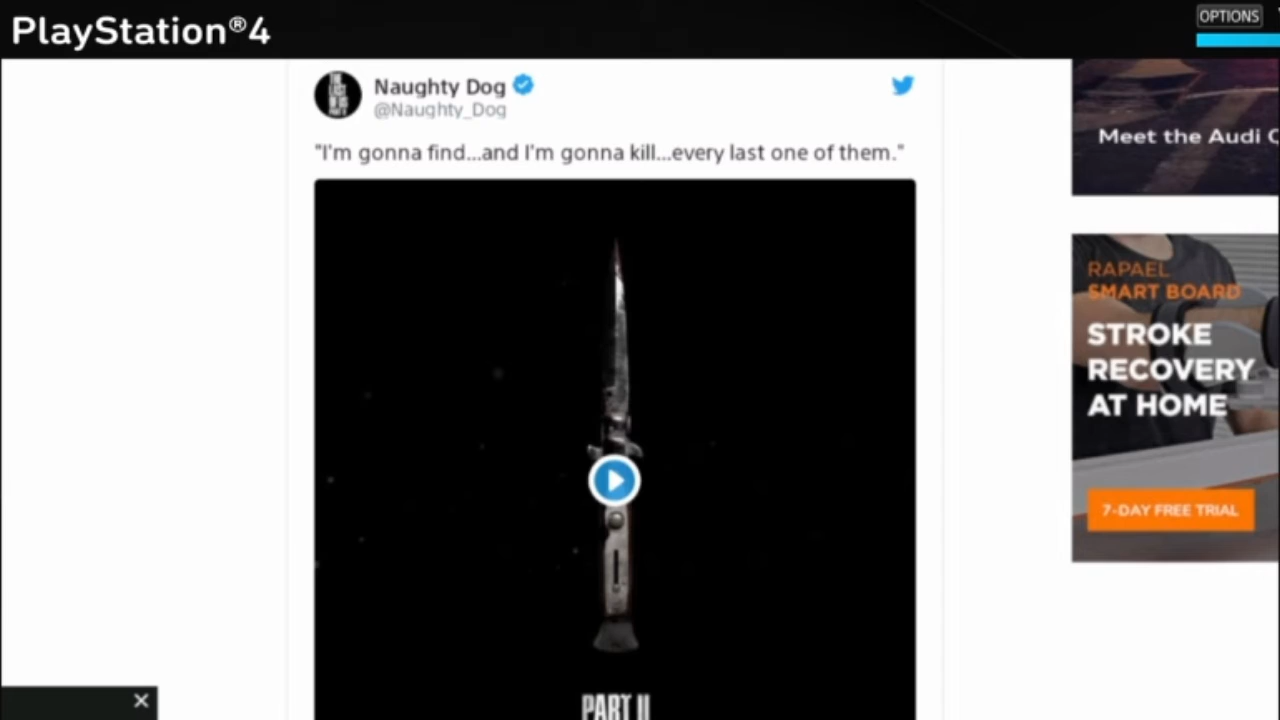 PlayStation®4
OPTIONS
Naughty Dog
@Naughty_Dog
"I'm gonna find...and I'm gonna kill...every last one of them."
PART II
Meet the Audi
RAPAEL
SMART BOARD
STROKE
RECOVERY
AT HOME
7-DAY FREE TRIAL